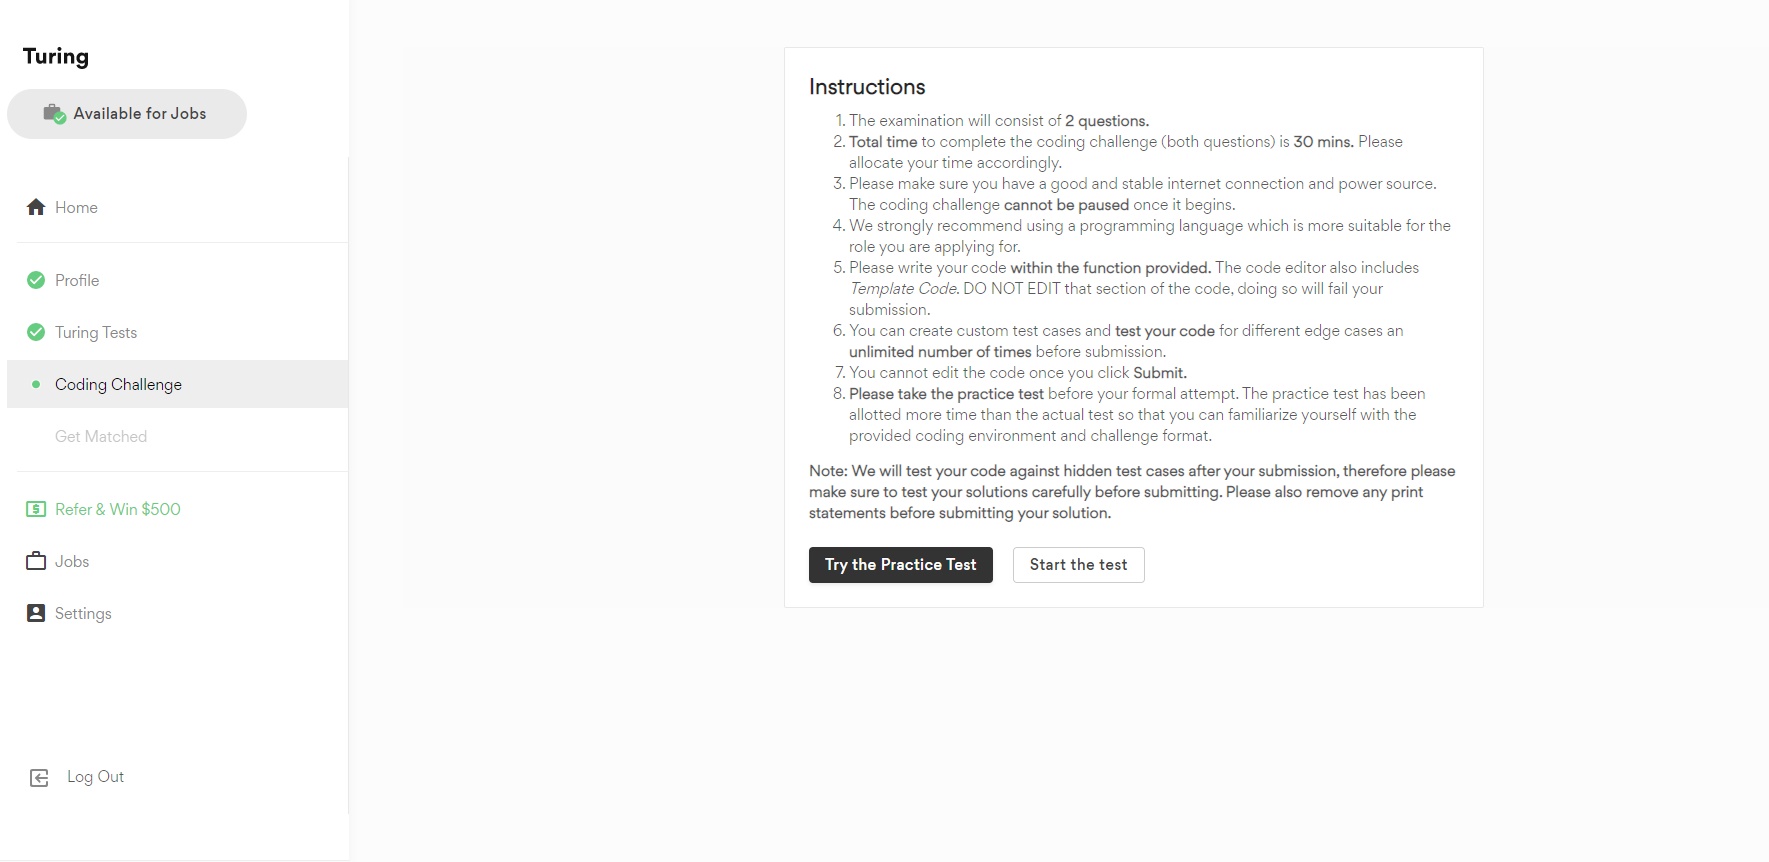 Turing
Available for Jobs
Home
Profile
Turing Tests
Coding Challenge
Get Matched
Refer & Win $500
Jobs
Settings
Log Out
Instructions
1. The examination will consist of 2 questions.
2. Total time to complete the coding challenge (both questions) is 30 mins. Please
allocate your time accordingly.
3. Please make sure you have a good and stable internet connection and power source.
The coding challenge cannot be paused once it begins.
4. We strongly recommend using a programming language which is more suitable for the
role you are applying for.
5. Please write your code within the function provided. The code editor also includes
Template Code. DO NOT EDIT that section of the code, doing so will fail your
submission.
6. You can create custom test cases and test your code for different edge cases an
unlimited number of times before submission.
7. You cannot edit the code once you click Submit.
8. Please take the practice test before your formal attempt. The practice test has been
allotted more time than the actual test so that you can familiarize yourself with the
provided coding environment and challenge format.
Note: We will test your code against hidden test cases after your submission, therefore please
make sure to test your solutions carefully before submitting. Please also remove any print
statements before submitting your solution.
Try the Practice Test
Start the test